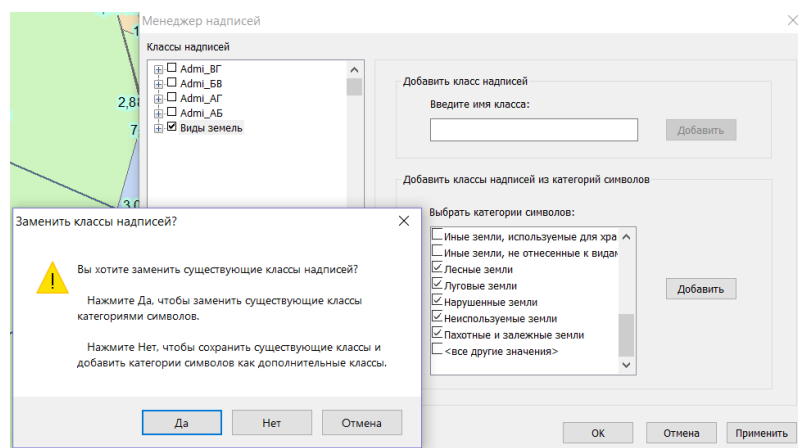 Менеджер надписей
Классы надписей
Admi_ВГ
Admi_БВ
Admi_АГ
Admi_АБ
Виды земель
2,8
7
3,0
Добавить класс надписей
Введите имя класса:
Добавить
Добавить классы надписей из категорий символов
Выбрать категории символов:
Иные земли, используемые для хра
Иные земли, не отнесенные к видам
Лесные земли
Луговые земли
Нарушенные земли
Неиспользуемые земли
Пахотные и залежные земли
<все другие значения>
Добавить
Заменить классы надписей?
Вы хотите заменить существующие классы надписей?
Нажмите Да, чтобы заменить существующие классы
категориями символов.
Нажмите Нет, чтобы сохранить существующие классы и
добавить категории символов как дополнительные классы.
Да Нет Отмена
OK Отмена Применить